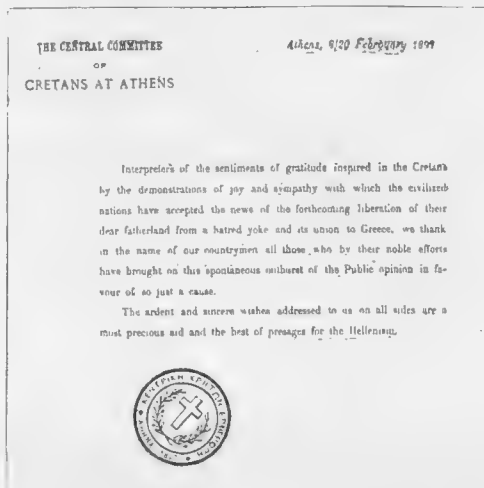 THE CENTRAL COMMITTEE
OF
CRETANS AT ATHENS
Athens, 8/20 February 1897
Interpreters of the sentiments of gratitude inspired in the Cretans
by the demonstrations of joy and sympathy with which the civilized
nations have accepted the news of the forthcoming liberation of their
dear fatherland from a hatred yoke and its union to Greece, we thank
in the name of our countrymen all those who by their noble efforts
have brought on this spontaneous outburst of the Public opinion in fa-
vour of so just a cause.
The ardent and sincere wishes addressed to us on all sides are a
most precious aid and the best of presages for the Hellenism.
ΚΕΝΤΡΙΚΗ ΚΡΗΤΩΝ ΕΠΙΤΡΟΠΗ